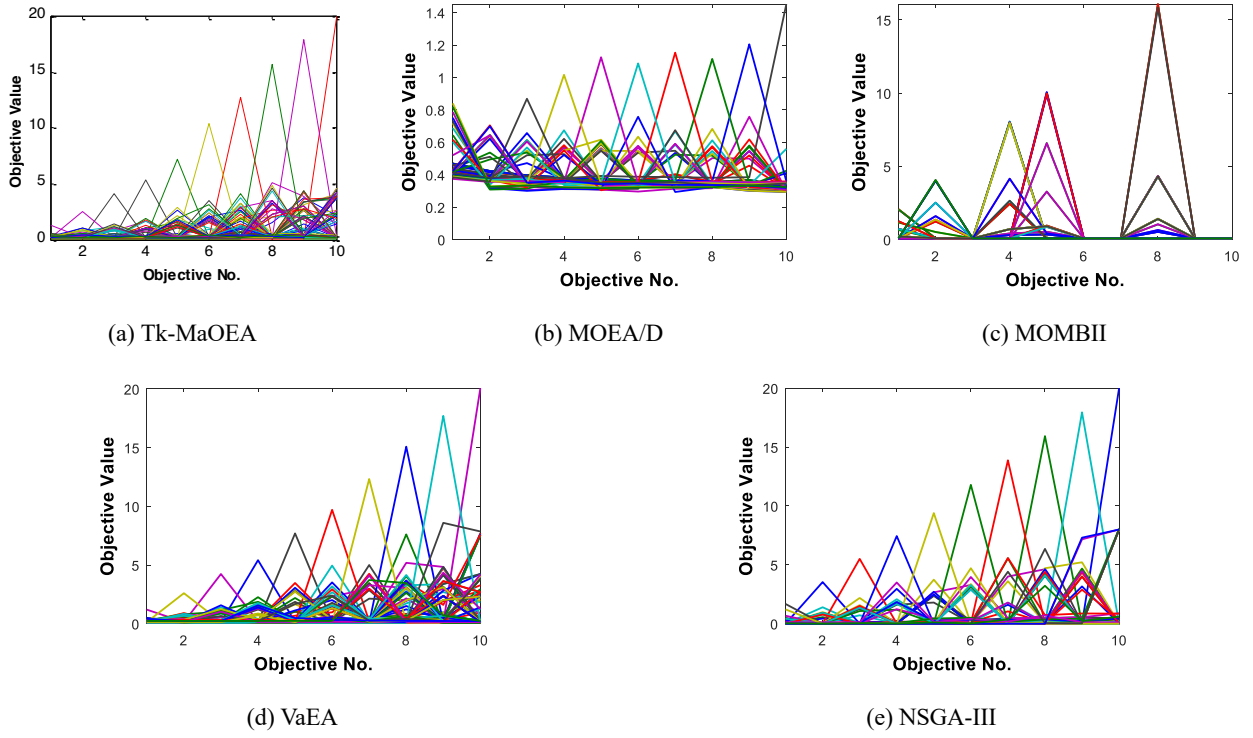 20
15
10
5
0
2 4 6 8 10
Objective Value
Objective No.
(a) Tk-MaOEA
1.4
1.2
1
0.8
0.6
0.4
0.2
0
2 4 6 8 10
Objective Value
Objective No.
(b) MOEA/D
15
10
5
0
2 4 6 8 10
Objective Value
Objective No.
(c) MOMBII
20
15
10
5
0
2 4 6 8 10
Objective Value
Objective No.
(d) VaEA
20
15
10
5
0
2 4 6 8 10
Objective Value
Objective No.
(e) NSGA-III